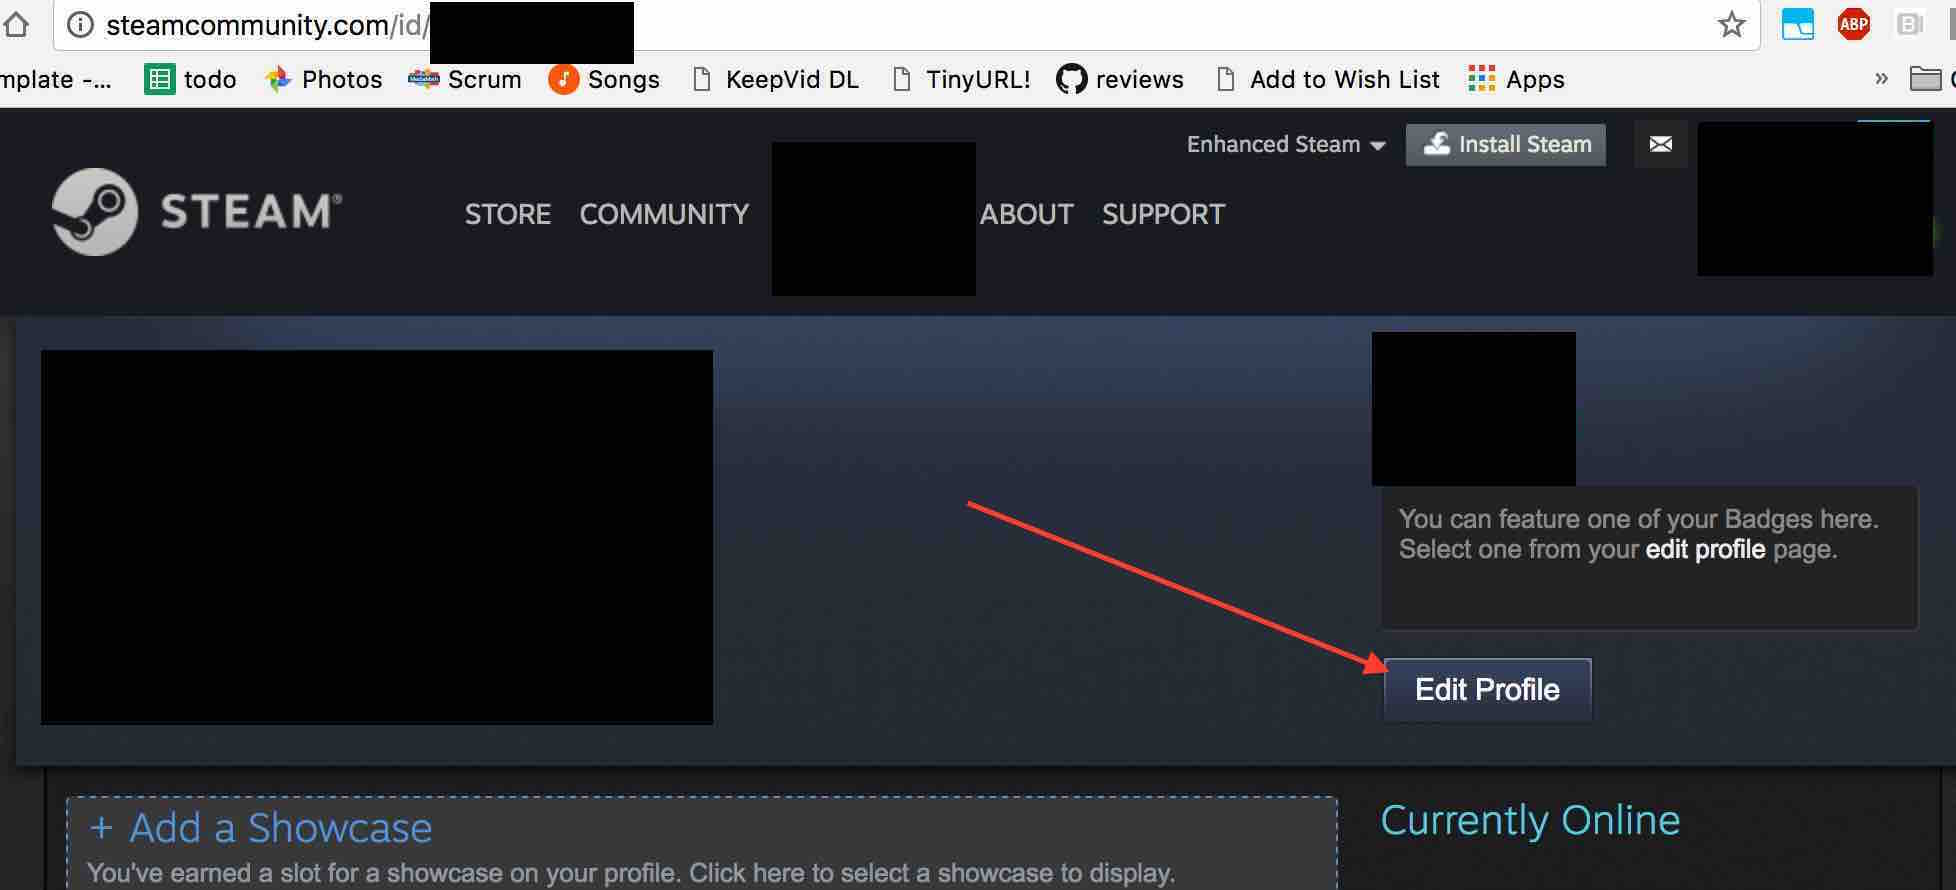 steamcommunity.com/id/
ABP
mplate -... todo Photos Scrum Songs KeepVid DL TinyURL! reviews Add to Wish List Apps »
Enhanced Steam Install Steam
STEAM® STORE COMMUNITY ABOUT SUPPORT
You can feature one of your Badges here.
Select one from your edit profile page.
Edit Profile
+ Add a Showcase
You've earned a slot for a showcase on your profile. Click here to select a showcase to display.
Currently Online